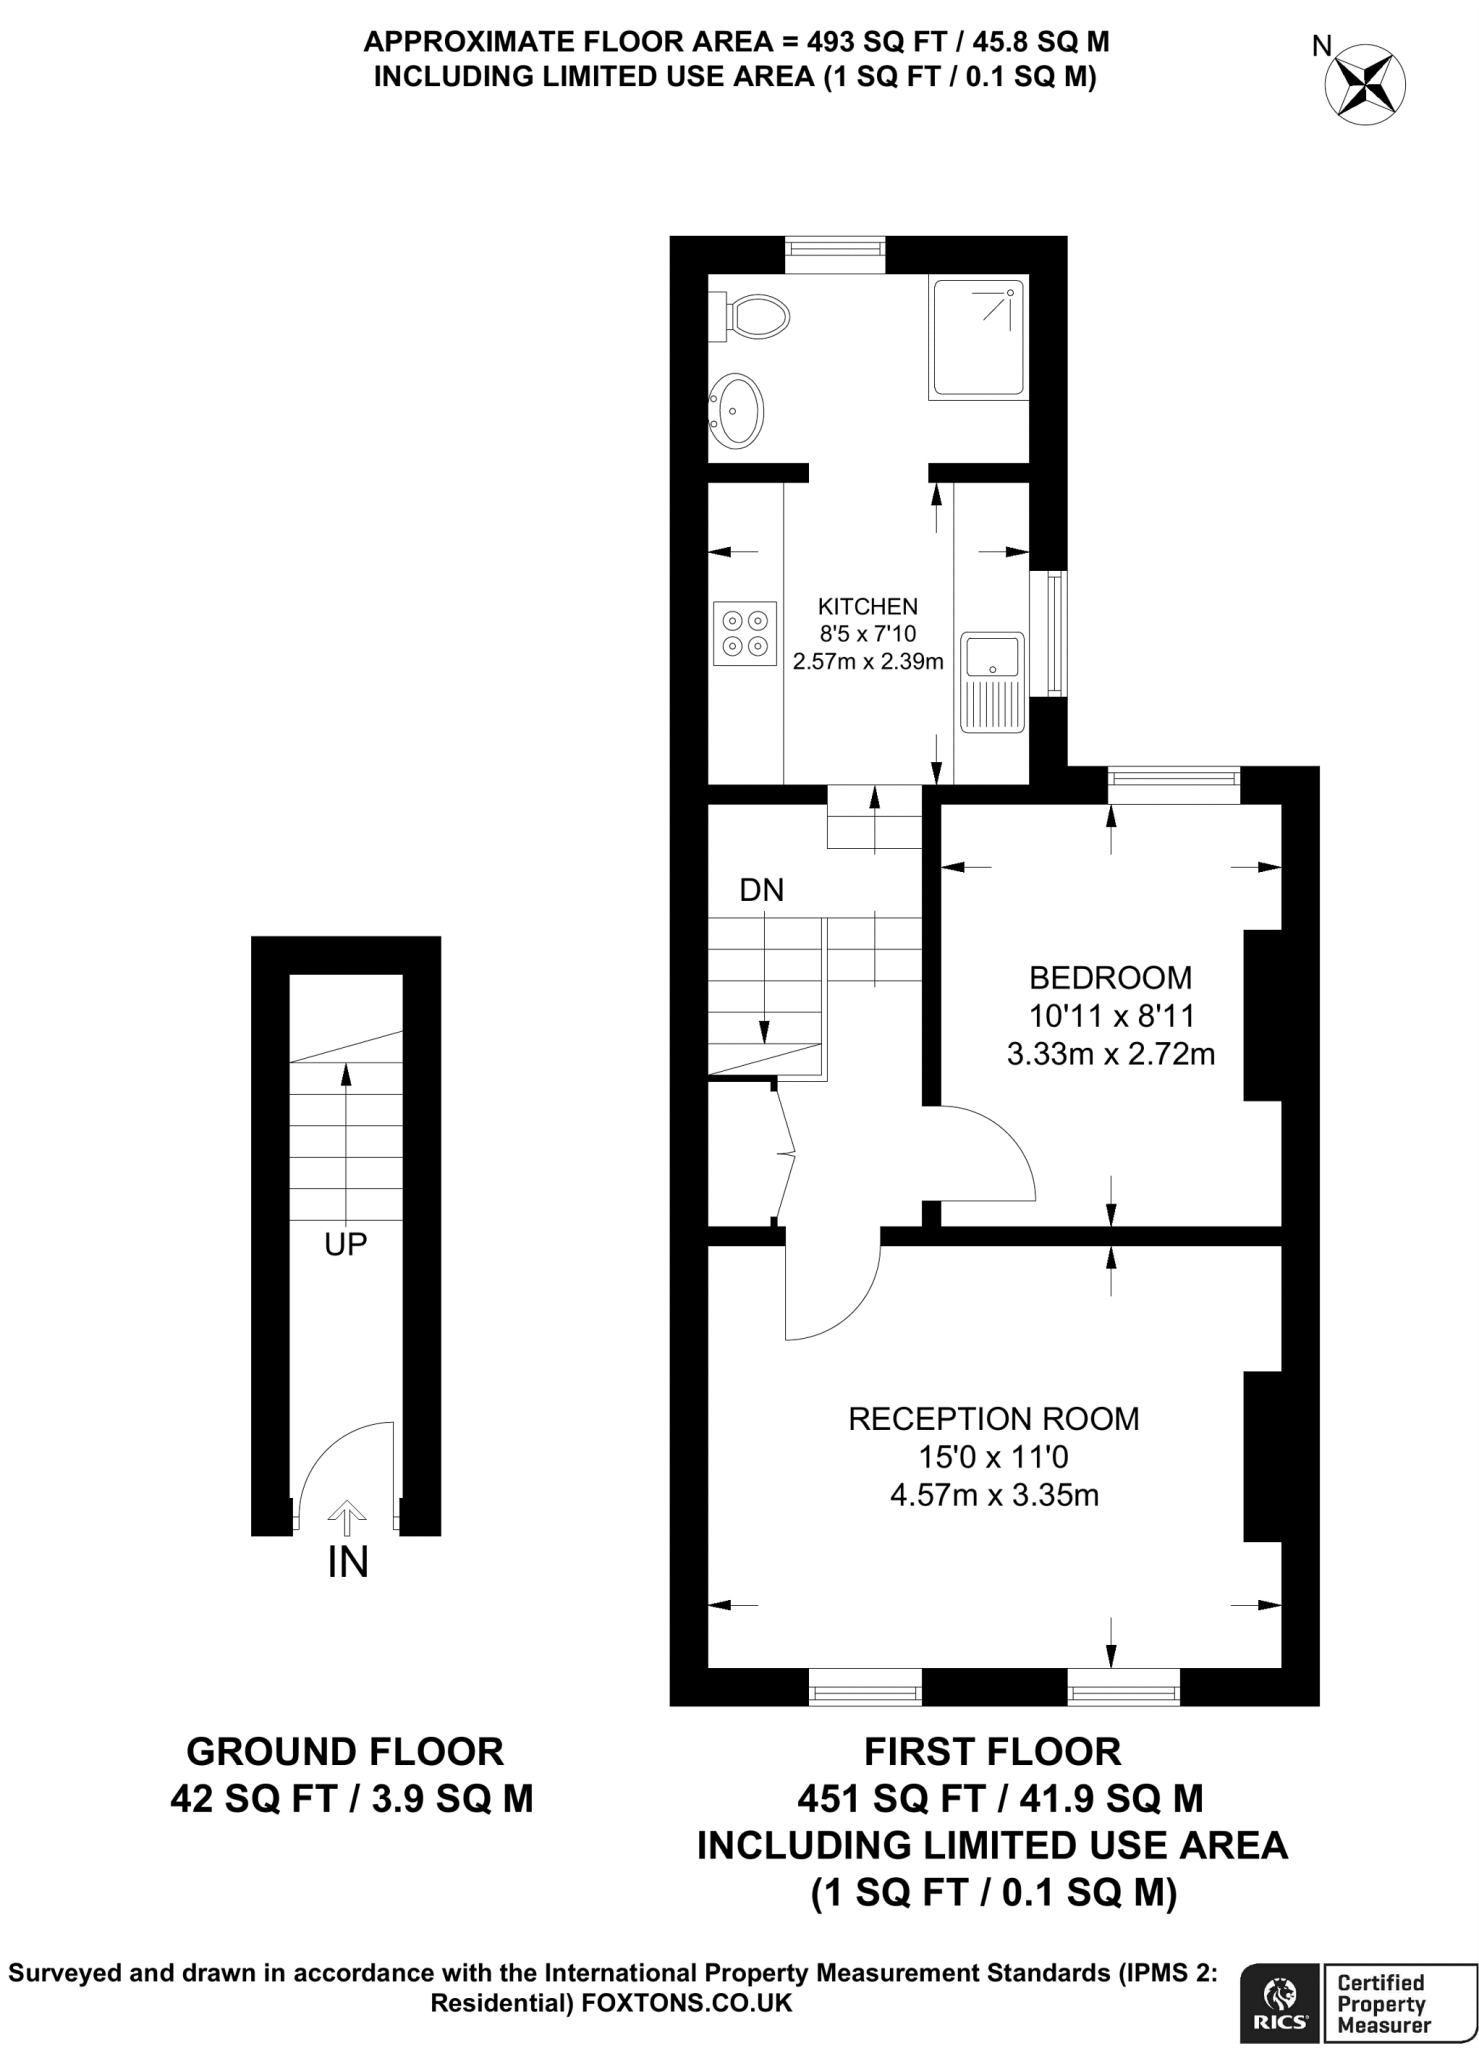 APPROXIMATE FLOOR AREA = 493 SQ FT / 45.8 SQ M
INCLUDING LIMITED USE AREA (1 SQ FT / 0.1 SQ M)
N
KITCHEN
8'5 x 7'10
2.57m x 2.39m
DN
BEDROOM
10'11 x 8'11
3.33m x 2.72m
UP
IN
RECEPTION ROOM
15'0 x 11'0
4.57m x 3.35m
GROUND FLOOR
42 SQ FT / 3.9 SQ M
FIRST FLOOR
451 SQ FT / 41.9 SQ M
INCLUDING LIMITED USE AREA
(1 SQ FT / 0.1 SQ M)
Surveyed and drawn in accordance with the International Property Measurement Standards (IPMS 2:
Residential) FOXTONS.CO.UK
RICS
Certified
Property
Measurer